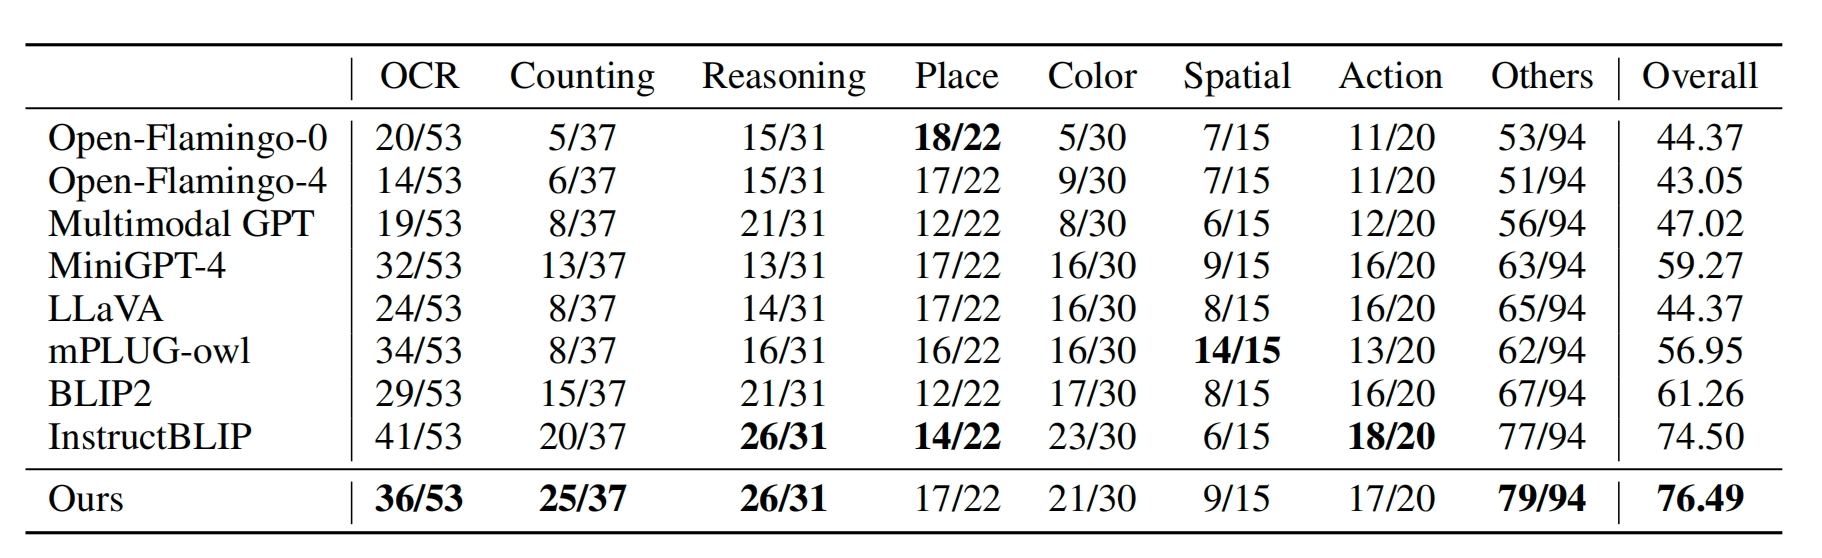 OCR Counting Reasoning Place Color Spatial Action Others Overall
Open-Flamingo-0 20/53 5/37 15/31 18/22 5/30 7/15 11/20 53/94 44.37
Open-Flamingo-4 14/53 6/37 15/31 17/22 9/30 7/15 11/20 51/94 43.05
Multimodal GPT 19/53 8/37 21/31 12/22 8/30 6/15 12/20 56/94 47.02
MiniGPT-4 32/53 13/37 13/31 17/22 16/30 9/15 16/20 63/94 59.27
LLaVA 24/53 8/37 14/31 17/22 16/30 8/15 16/20 65/94 44.37
mPLUG-owl 34/53 8/37 16/31 16/22 16/30 14/15 13/20 62/94 56.95
BLIP2 29/53 15/37 21/31 12/22 17/30 8/15 16/20 67/94 61.26
InstructBLIP 41/53 20/37 26/31 14/22 23/30 6/15 18/20 77/94 74.50
Ours 36/53 25/37 26/31 17/22 21/30 9/15 17/20 79/94 76.49